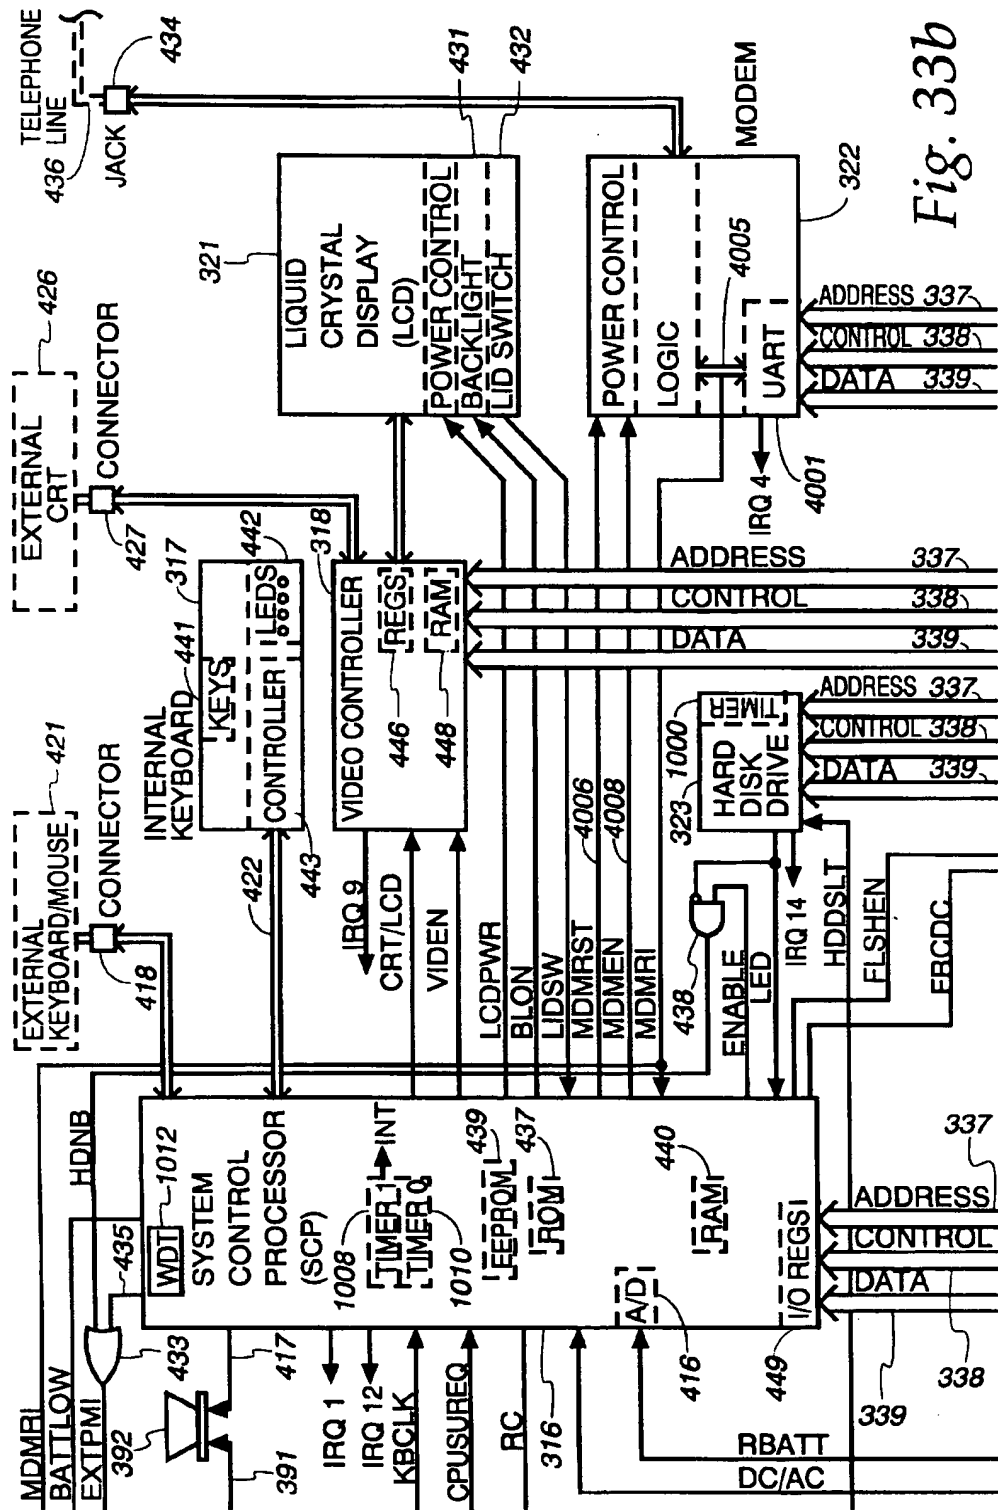 TELEPHONE
LINE
436
JACK
434
EXTERNAL
CRT
426
CONNECTOR
427
EXTERNAL
KEYBOARD/MOUSE
421
CONNECTOR
418
321
LIQUID
CRYSTAL
DISPLAY
(LCD)
POWER CONTROL
BACKLIGHT
LID SWITCH
431
432
MODEM
POWER CONTROL
LOGIC
4005
UART
322
4001
IRQ 4
ADDRESS 337
CONTROL 338
DATA 339
INTERNAL
KEYBOARD
441
317
KEYS
LEDS
442
CONTROLLER
443
422
318
VIDEO CONTROLLER
REGS
446
RAM
448
ADDRESS 337
CONTROL 338
DATA 339
IRQ 9
CRT/LCD
VIDEN
LCDPWR
BLON
LIDSW
MDMRST
4006
MDMEN
4008
MDMRI
323
1000
HARD
DISK
DRIVE
TIMER
ADDRESS 337
CONTROL 338
DATA 339
438
ENABLE
LED
IRQ 14
HDDSLT
FLSHEN
FRCDC
HDNB
435
1012
WDT
SYSTEM
CONTROL
PROCESSOR
(SCP)
1008
TIMER 1
INT
TIMER 0
1010
EEPROM
439
ROM
437
440
RAM
A/D
416
I/O REGS
449
ADDRESS
337
CONTROL
338
DATA
339
MDMRI
BATTLOW
EXTPMI
433
392
417
391
IRQ 1
IRQ 12
KBCLK
CPUSUREQ
RC
316
RBATT
DC/AC
Fig. 33b